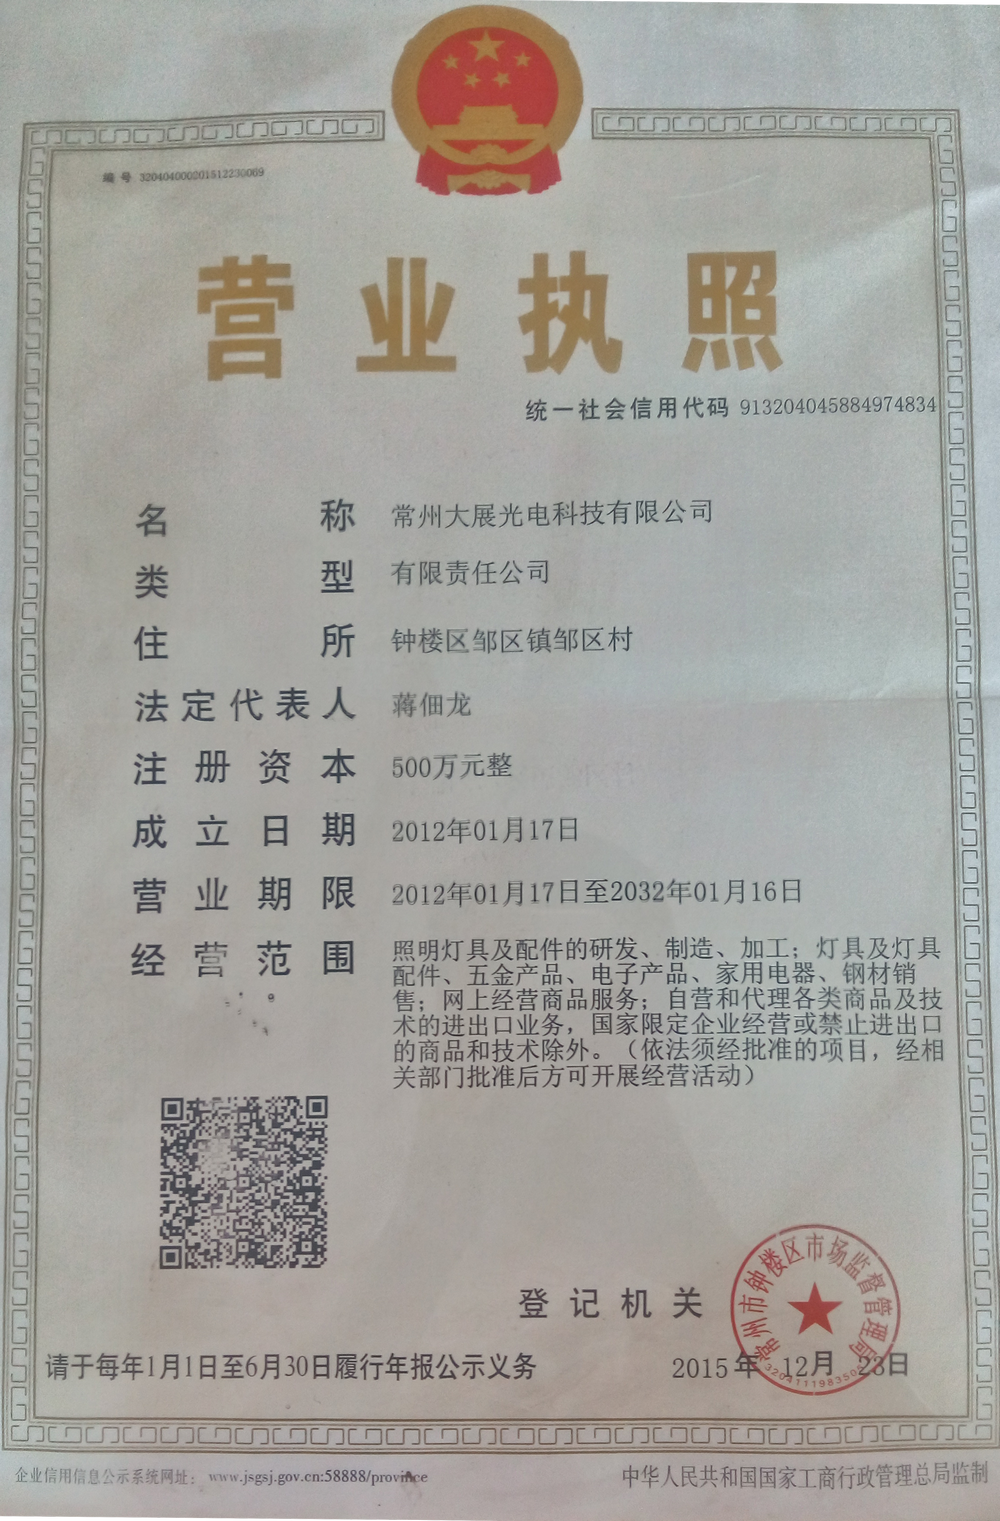 编 号 320404000201512230069
营业执照
统一社会信用代码 913204045884974834
名称 常州大展光电科技有限公司
类型 有限责任公司
住所 钟楼区邹区镇邹区村
法定代表人 蒋佃龙
注册资本 500万元整
成立日期 2012年01月17日
营业期限 2012年01月17日至2032年01月16日
经营范围 照明灯具及配件的研发、制造、加工；灯具及灯具
配件、五金产品、电子产品、家用电器、钢材销
售；网上经营商品服务；自营和代理各类商品及技
术的进出口业务，国家限定企业经营或禁止进出口
的商品和技术除外。（依法须经批准的项目，经相
关部门批准后方可开展经营活动）
登记机关
常州市钟楼区市场监督管理局
请于每年1月1日至6月30日履行年报公示义务
2015年 12月 23日
企业信用信息公示系统网址： www.jsgsj.gov.cn:58888/province
中华人民共和国国家工商行政管理总局监制